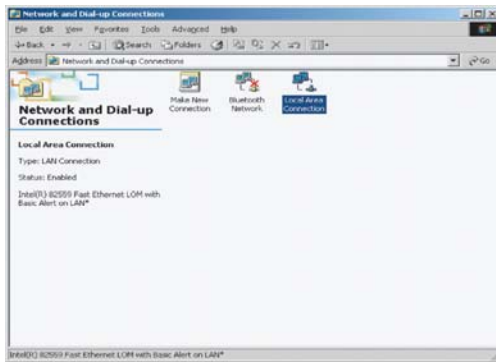 Network and Dial-up Connections
File Edit View Favorites Tools Advanced Help
Back Search Folders
Address Network and Dial-up Connections Go
Make New Connection
Bluetooth Network
Local Area Connection
Network and Dial-up
Connections
Local Area Connection
Type: LAN Connection
Status: Enabled
Intel(R) 82559 Fast Ethernet LOM with
Basic Alert on LAN*
Intel(R) 82559 Fast Ethernet LOM with Basic Alert on LAN*